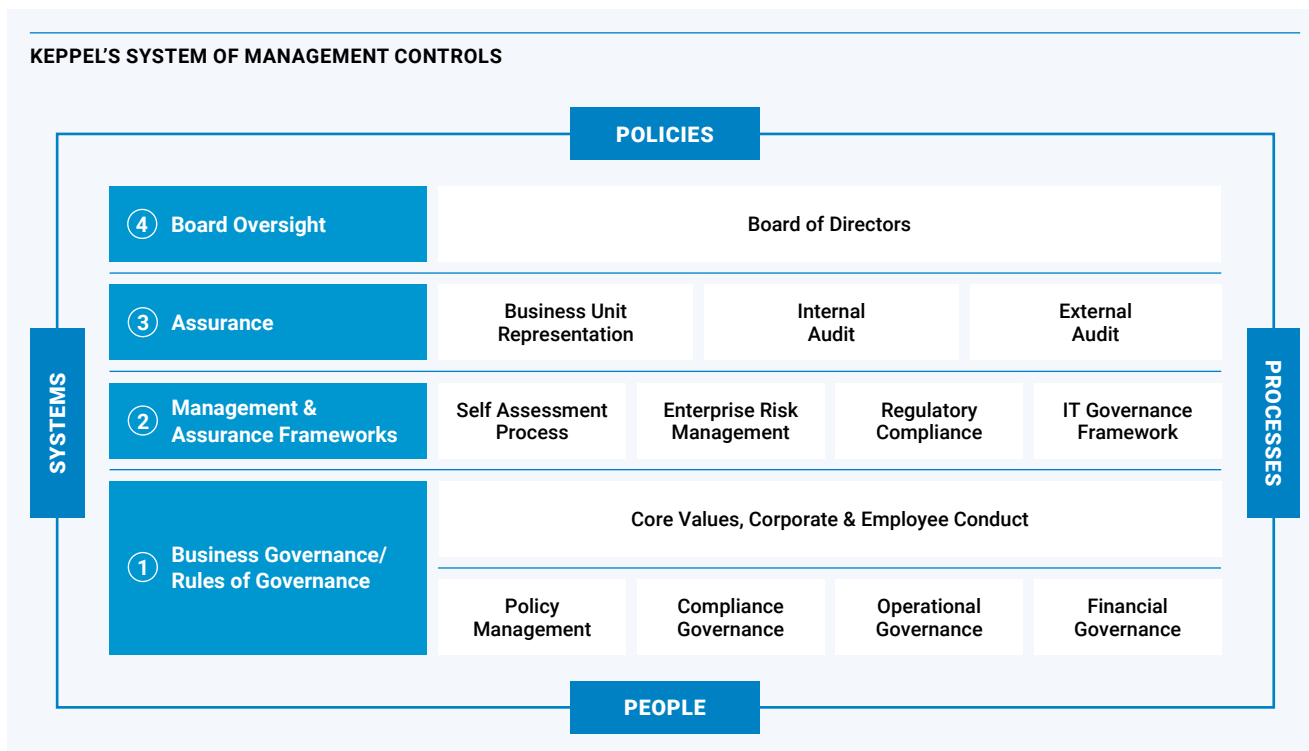 KEPPEL'S SYSTEM OF MANAGEMENT CONTROLS
POLICIES
4 Board Oversight
Board of Directors
3 Assurance
Business Unit
Representation
Internal
Audit
External
Audit
SYSTEMS
PROCESSES
2 Management &
Assurance Frameworks
Self Assessment
Process
Enterprise Risk
Management
Regulatory
Compliance
IT Governance
Framework
1 Business Governance/
Rules of Governance
Core Values, Corporate & Employee Conduct
Policy
Management
Compliance
Governance
Operational
Governance
Financial
Governance
PEOPLE